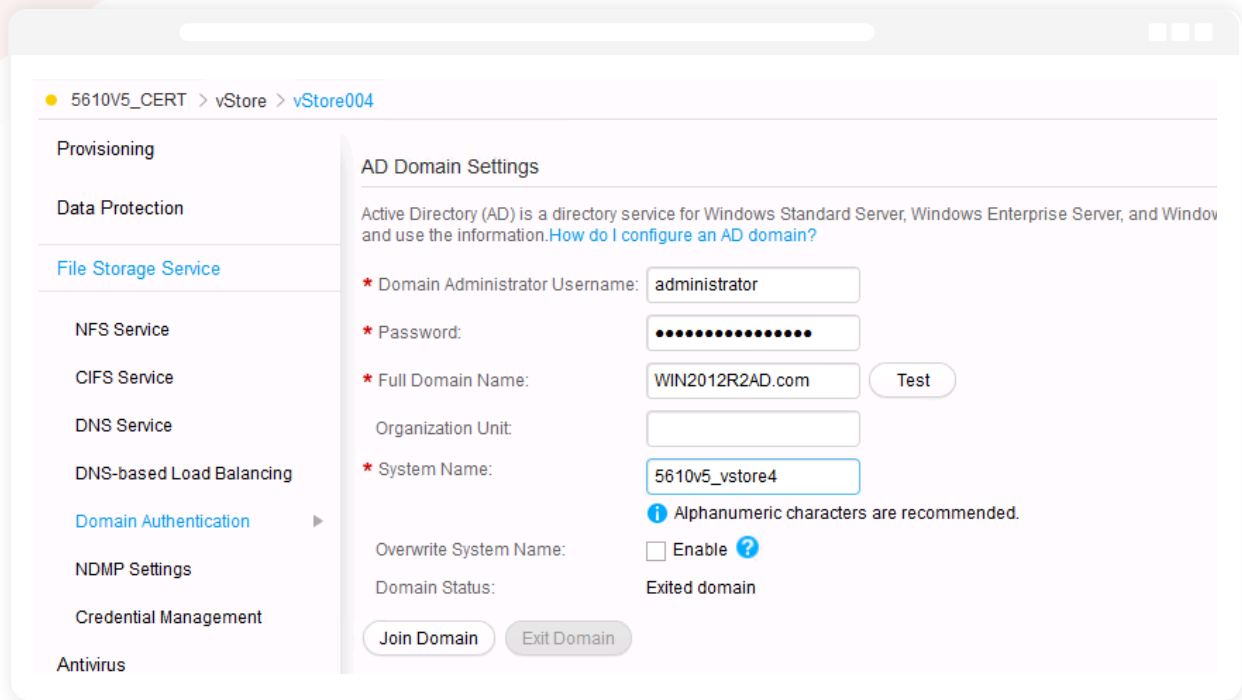 5610V5_CERT > vStore > vStore004
Provisioning
Data Protection
File Storage Service
NFS Service
CIFS Service
DNS Service
DNS-based Load Balancing
Domain Authentication
NDMP Settings
Credential Management
Antivirus
AD Domain Settings
Active Directory (AD) is a directory service for Windows Standard Server, Windows Enterprise Server, and
and use the information.How do I configure an AD domain?
* Domain Administrator Username: administrator
* Password: ●●●●●●●●●●●●●●●●
* Full Domain Name: WIN2012R2AD.com Test
Organization Unit:
* System Name: 5610v5_vstore4
Alphanumeric characters are recommended.
Overwrite System Name: Enable ?
Domain Status: Exited domain
Join Domain Exit Domain